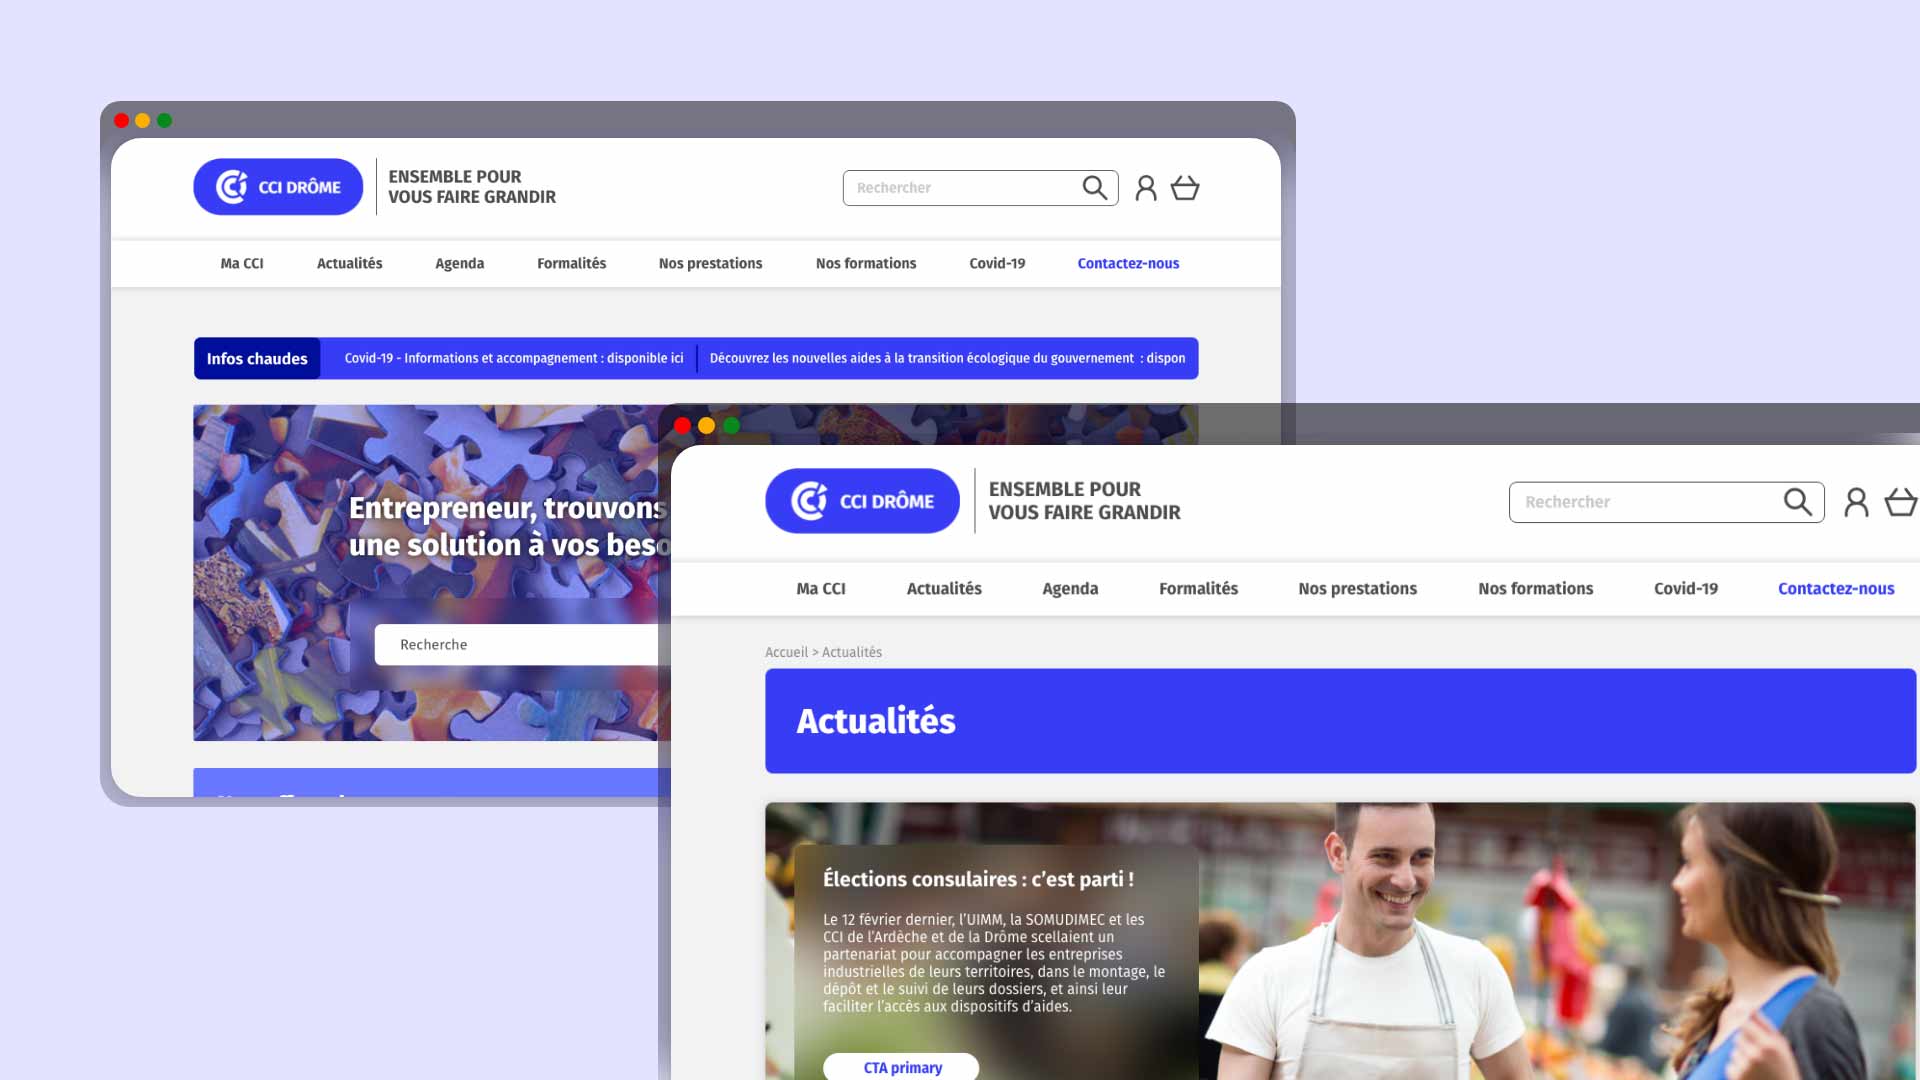 CCI DRÔME
ENSEMBLE POUR
VOUS FAIRE GRANDIR
Rechercher
Ma CCI Actualités Agenda Formalités Nos prestations Nos formations Covid-19 Contactez-nous
Infos chaudes Covid-19 - Informations et accompagnement : disponible ici Découvrez les nouvelles aides à la transition écologique du gouvernement : dispon
Entrepreneur, trouvons
une solution à vos beso
Recherche
CCI DRÔME
ENSEMBLE POUR
VOUS FAIRE GRANDIR
Rechercher
Ma CCI Actualités Agenda Formalités Nos prestations Nos formations Covid-19 Contactez-nous
Accueil > Actualités
Actualités
Élections consulaires : c’est parti !
Le 12 février dernier, l’UIMM, la SOMUDIMEC et les
CCI de l’Ardèche et de la Drôme scellaient un
partenariat pour accompagner les entreprises
industrielles de leurs territoires, dans le montage, le
dépôt et le suivi de leurs dossiers, et ainsi leur
faciliter l’accès aux dispositifs d’aides.
CTA primary